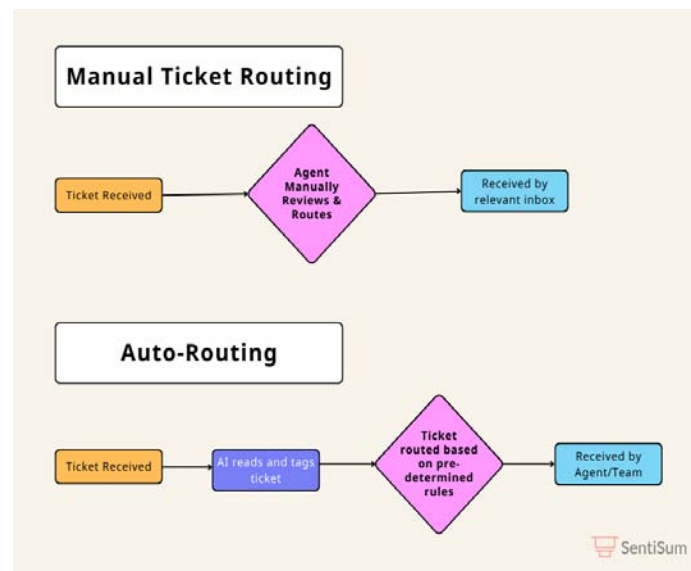 Manual Ticket Routing
Ticket Received
Agent
Manually
Reviews &
Routes
Received by
relevant inbox
Auto-Routing
Ticket Received
AI reads and tags
ticket
Ticket
routed based
on pre-
determined
rules
Received by
Agent/Team
SentiSum